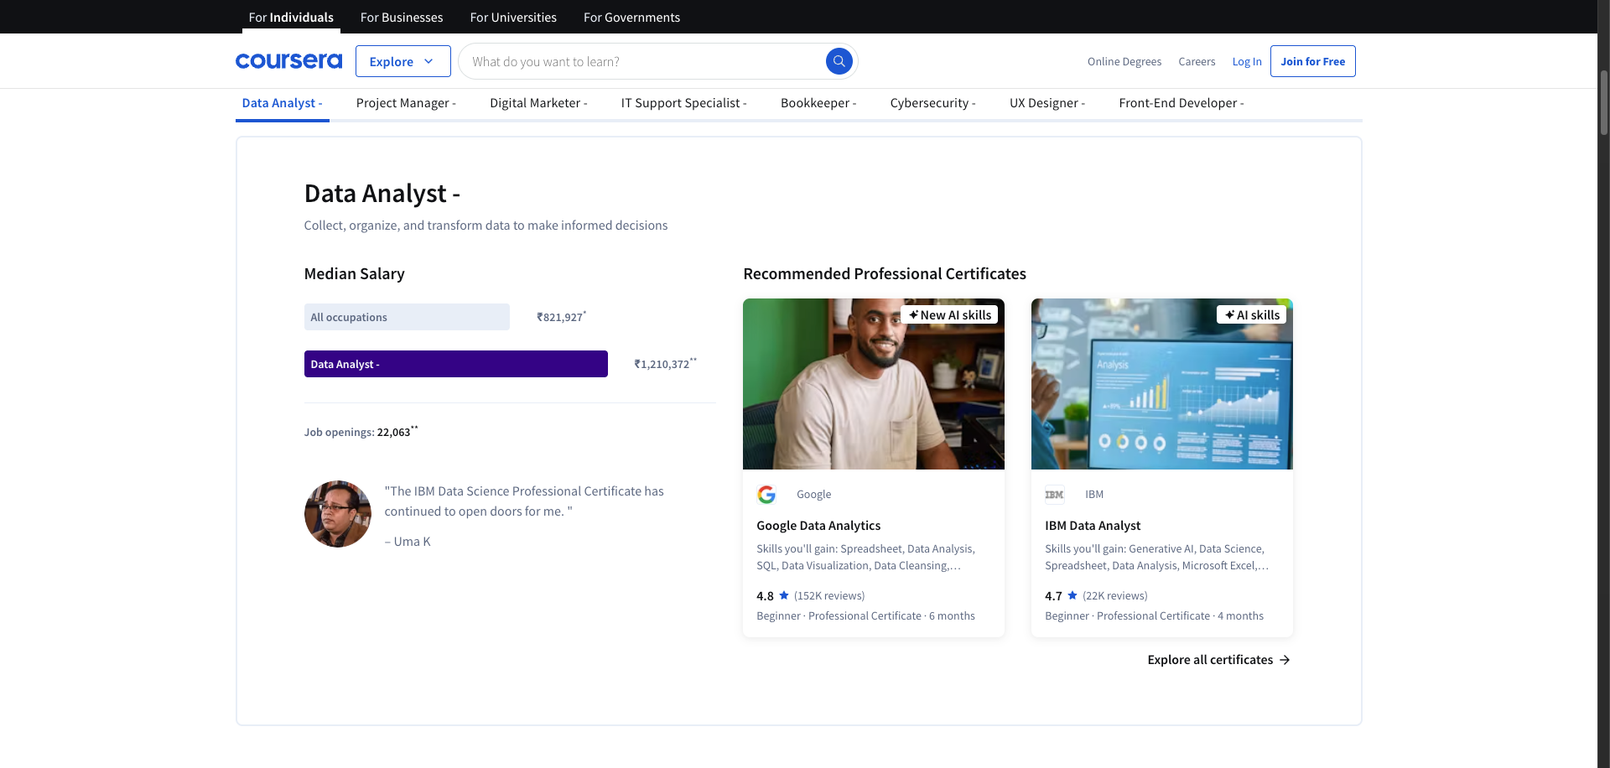 For Individuals
For Businesses
For Universities
For Governments
coursera
Explore
What do you want to learn?
Online Degrees
Careers
Log In
Join for Free
Data Analyst -
Project Manager -
Digital Marketer -
IT Support Specialist -
Bookkeeper -
Cybersecurity -
UX Designer -
Front-End Developer -
Data Analyst -
Collect, organize, and transform data to make informed decisions
Median Salary
All occupations
₹821,927*
Data Analyst -
₹1,210,372**
Job openings: 22,063**
"The IBM Data Science Professional Certificate has
continued to open doors for me. "
– Uma K
Recommended Professional Certificates
New AI skills
Google
Google Data Analytics
Skills you'll gain: Spreadsheet, Data Analysis,
SQL, Data Visualization, Data Cleansing,…
4.8 ★ (152K reviews)
Beginner · Professional Certificate · 6 months
AI skills
Analysis
IBM
IBM
IBM Data Analyst
Skills you'll gain: Generative AI, Data Science,
Spreadsheet, Data Analysis, Microsoft Excel,…
4.7 ★ (22K reviews)
Beginner · Professional Certificate · 4 months
Explore all certificates →